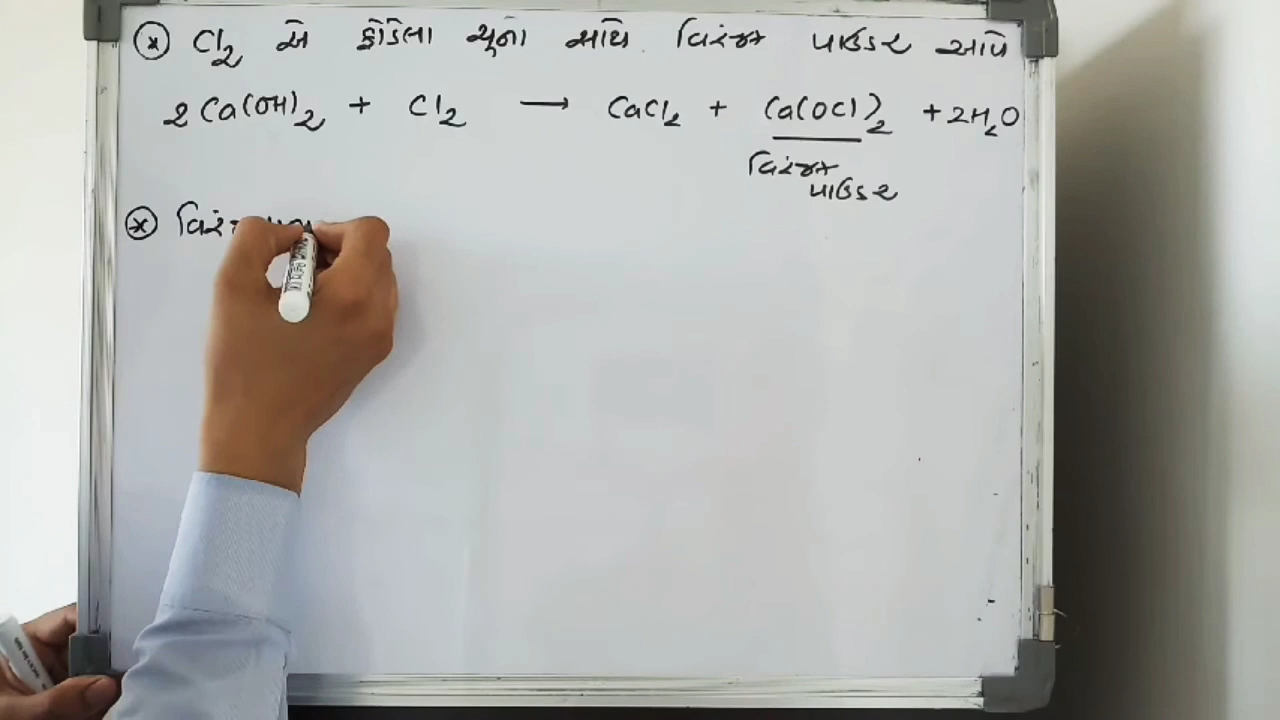 * Cl₂ એ ફોડેલા ચૂના સાથે વિરંજન પાઉડર આપે
2Ca(OH)₂ + Cl₂ → CaCl₂ + Ca(OCl)₂ + 2H₂O
વિરંજન
પાઉડર
*